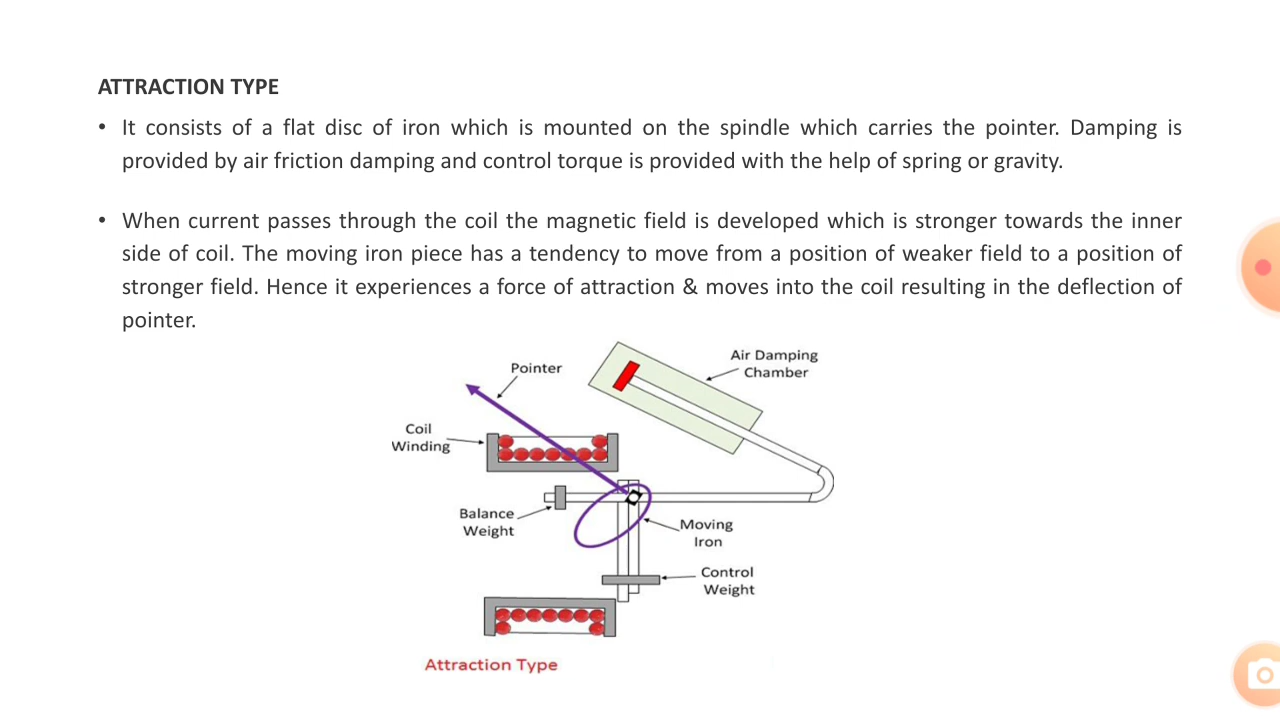 ATTRACTION TYPE
• It consists of a flat disc of iron which is mounted on the spindle which carries the pointer. Damping is
provided by air friction damping and control torque is provided with the help of spring or gravity.
• When current passes through the coil the magnetic field is developed which is stronger towards the inner
side of coil. The moving iron piece has a tendency to move from a position of weaker field to a position of
stronger field. Hence it experiences a force of attraction & moves into the coil resulting in the deflection of
pointer.
Pointer
Air Damping
Chamber
Coil
Winding
Balance
Weight
Moving
Iron
Control
Weight
Attraction Type